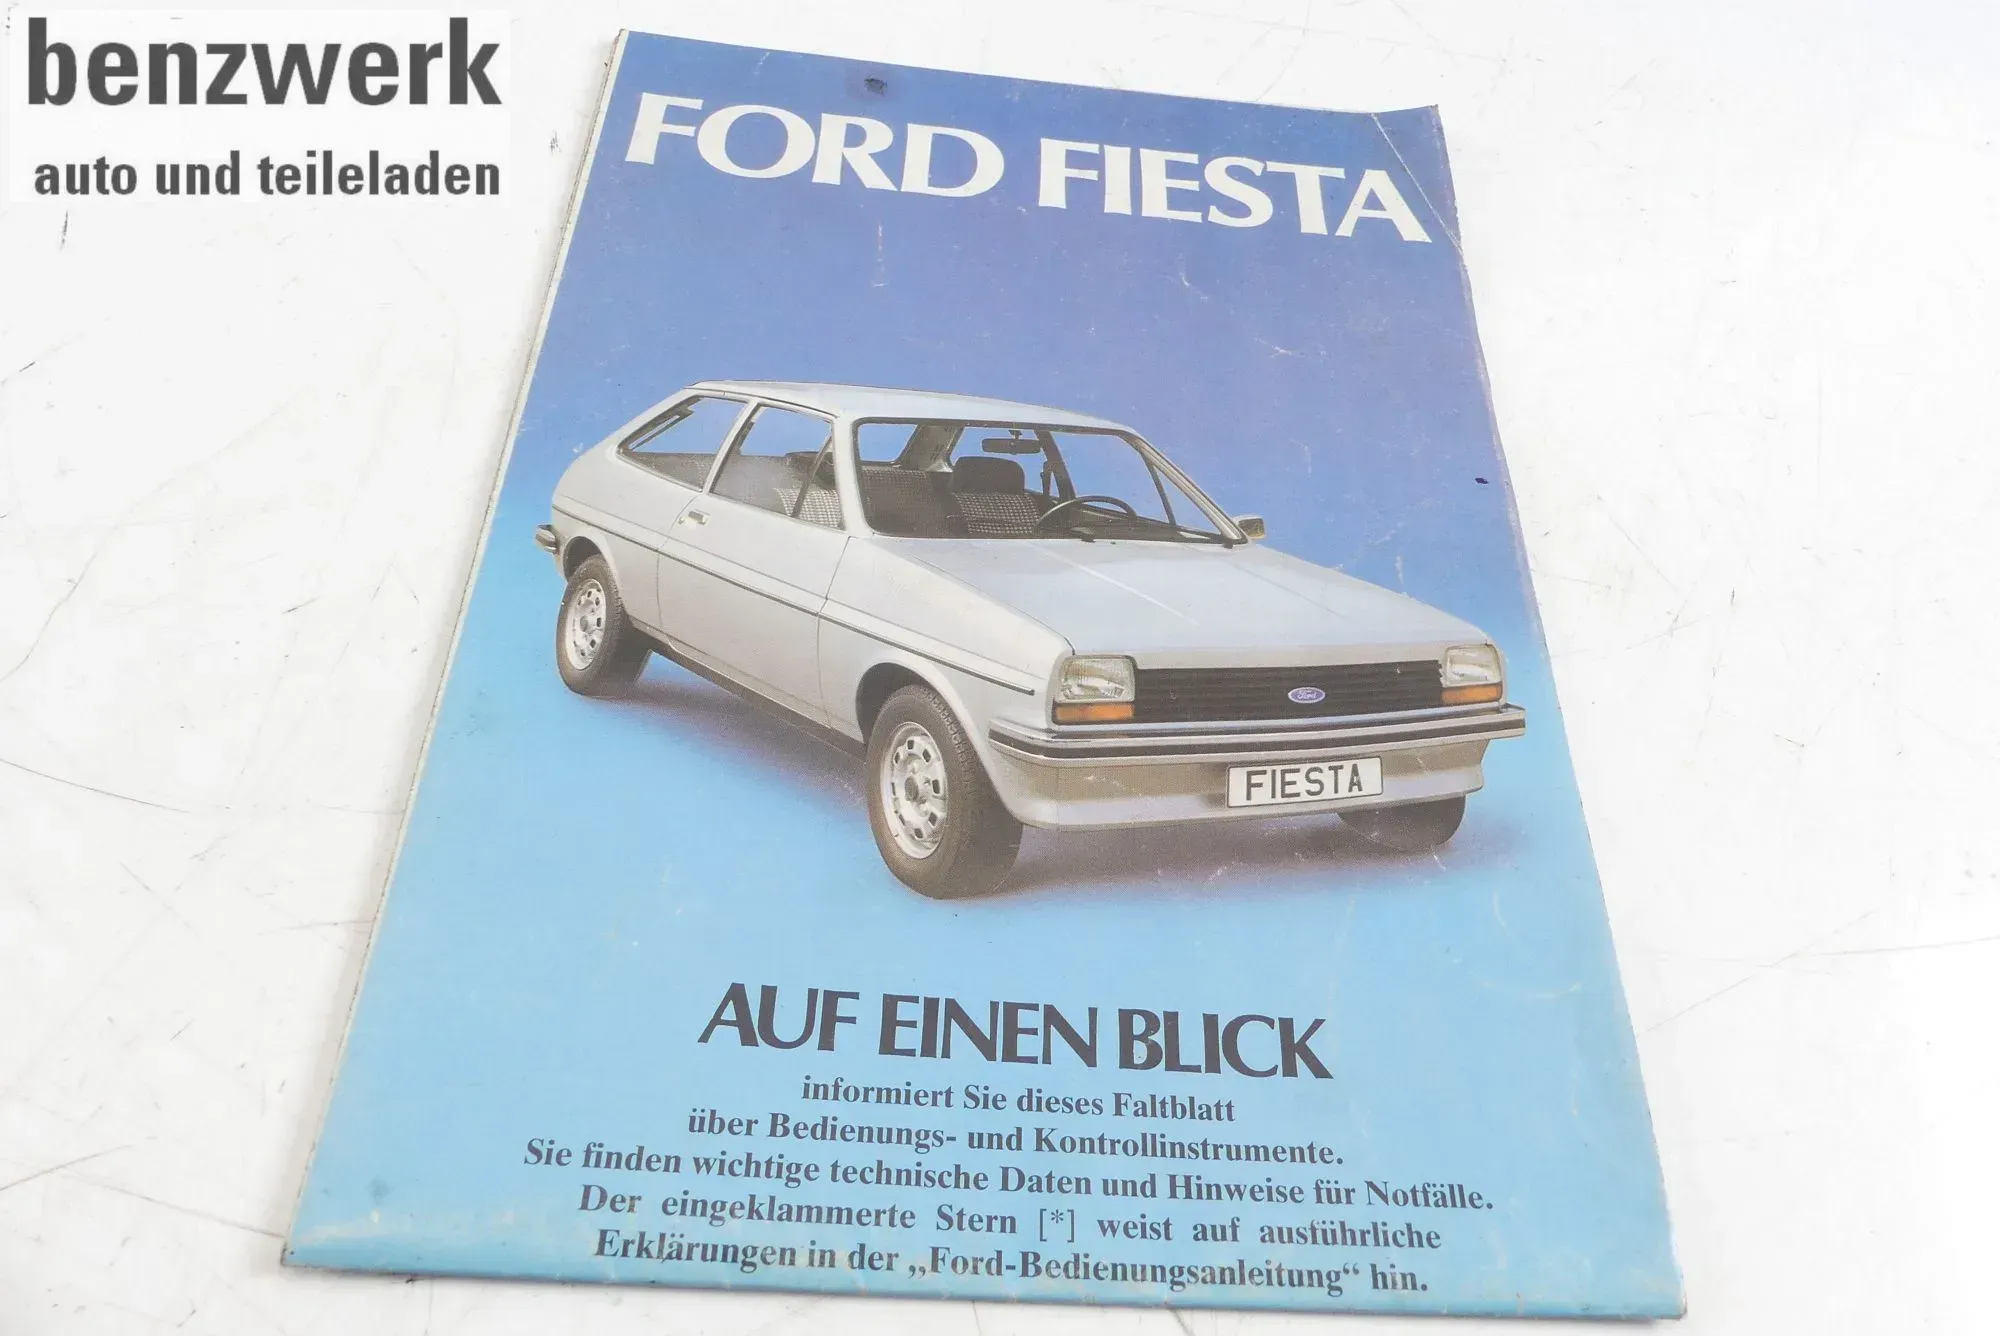 benzwerk
auto und teileladen
FORD FIESTA
Ford
FIESTA
AUF EINEN BLICK
informiert Sie dieses Faltblatt
über Bedienungs- und Kontrollinstrumente.
Sie finden wichtige technische Daten und Hinweise für Notfälle.
Der eingeklammerte Stern [*] weist auf ausführliche
Erklärungen in der „Ford-Bedienungsanleitung“ hin.